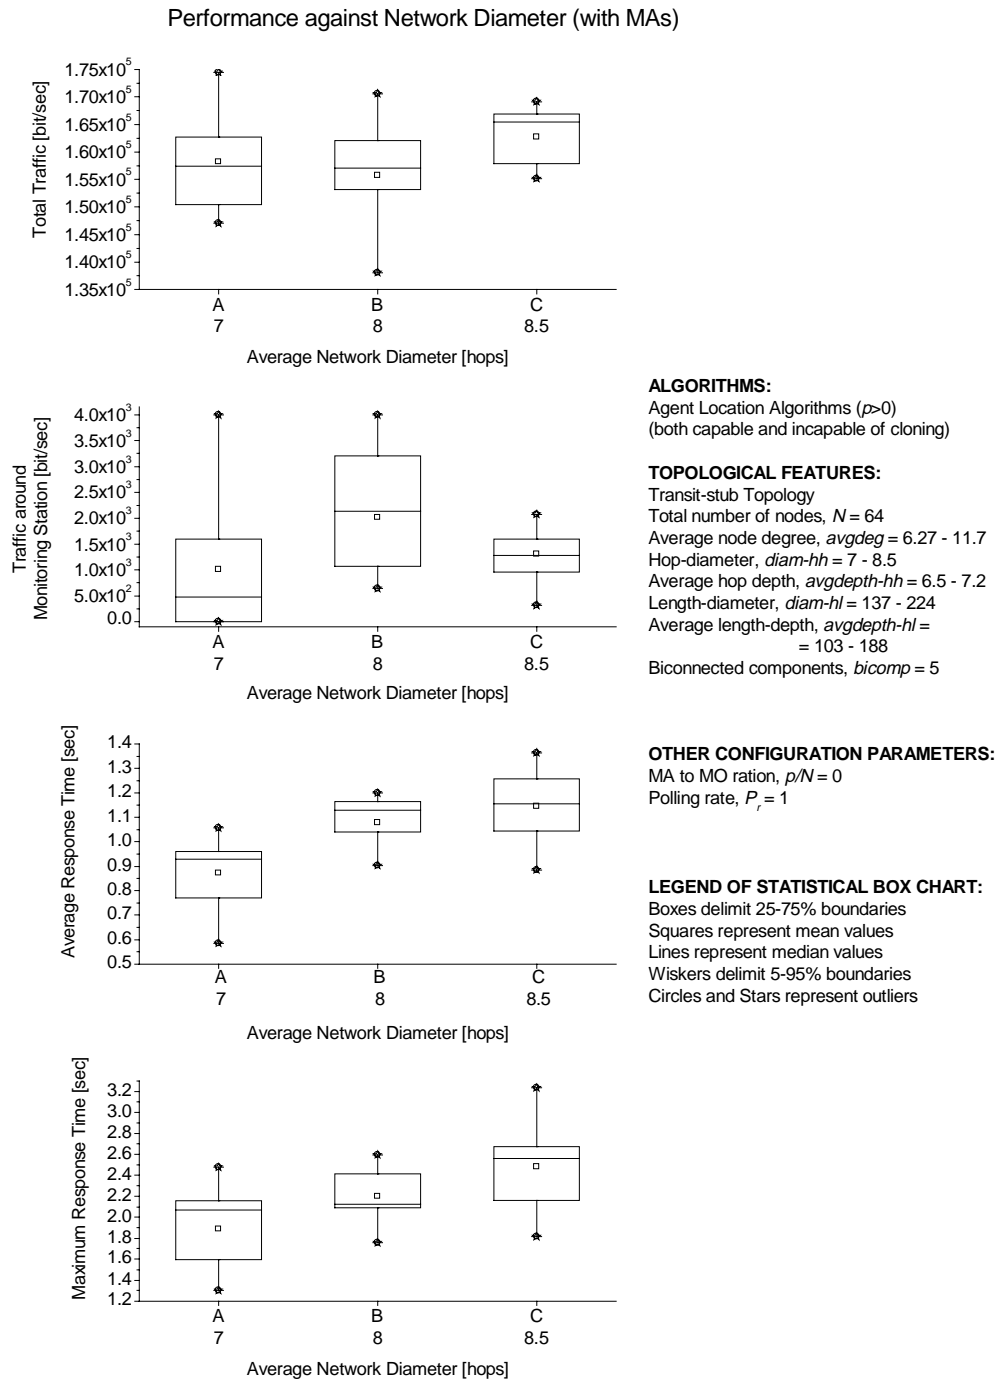 Performance against Network Diameter (with MAs)
Total Traffic [bit/sec]
1.75x10^5
1.70x10^5
1.65x10^5
1.60x10^5
1.55x10^5
1.50x10^5
1.45x10^5
1.40x10^5
1.35x10^5
A B C
7 8 8.5
Average Network Diameter [hops]
Traffic around
Monitoring Station [bit/sec]
4.0x10^3
3.5x10^3
3.0x10^3
2.5x10^3
2.0x10^3
1.5x10^3
1.0x10^3
5.0x10^2
0.0
A B C
7 8 8.5
Average Network Diameter [hops]
Average Response Time [sec]
1.4
1.3
1.2
1.1
1.0
0.9
0.8
0.7
0.6
0.5
A B C
7 8 8.5
Average Network Diameter [hops]
Maximum Response Time [sec]
3.2
3.0
2.8
2.6
2.4
2.2
2.0
1.8
1.6
1.4
1.2
A B C
7 8 8.5
Average Network Diameter [hops]
ALGORITHMS:
Agent Location Algorithms (p>0)
(both capable and incapable of cloning)
TOPOLOGICAL FEATURES:
Transit-stub Topology
Total number of nodes, N = 64
Average node degree, avgdeg = 6.27 - 11.7
Hop-diameter, diam-hh = 7 - 8.5
Average hop depth, avgdepth-hh = 6.5 - 7.2
Length-diameter, diam-hl = 137 - 224
Average length-depth, avgdepth-hl =
= 103 - 188
Biconnected components, bicomp = 5
OTHER CONFIGURATION PARAMETERS:
MA to MO ration, p/N = 0
Polling rate, P_r = 1
LEGEND OF STATISTICAL BOX CHART:
Boxes delimit 25-75% boundaries
Squares represent mean values
Lines represent median values
Wiskers delimit 5-95% boundaries
Circles and Stars represent outliers